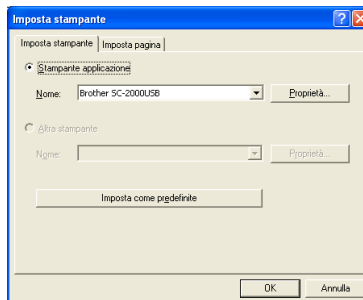 Imposta stampante
Imposta stampante Imposta pagina
Stampante applicazione
Nome: Brother SC-2000USB Proprietà...
Altra stampante
Nome: Proprietà...
Imposta come predefinite
OK Annulla